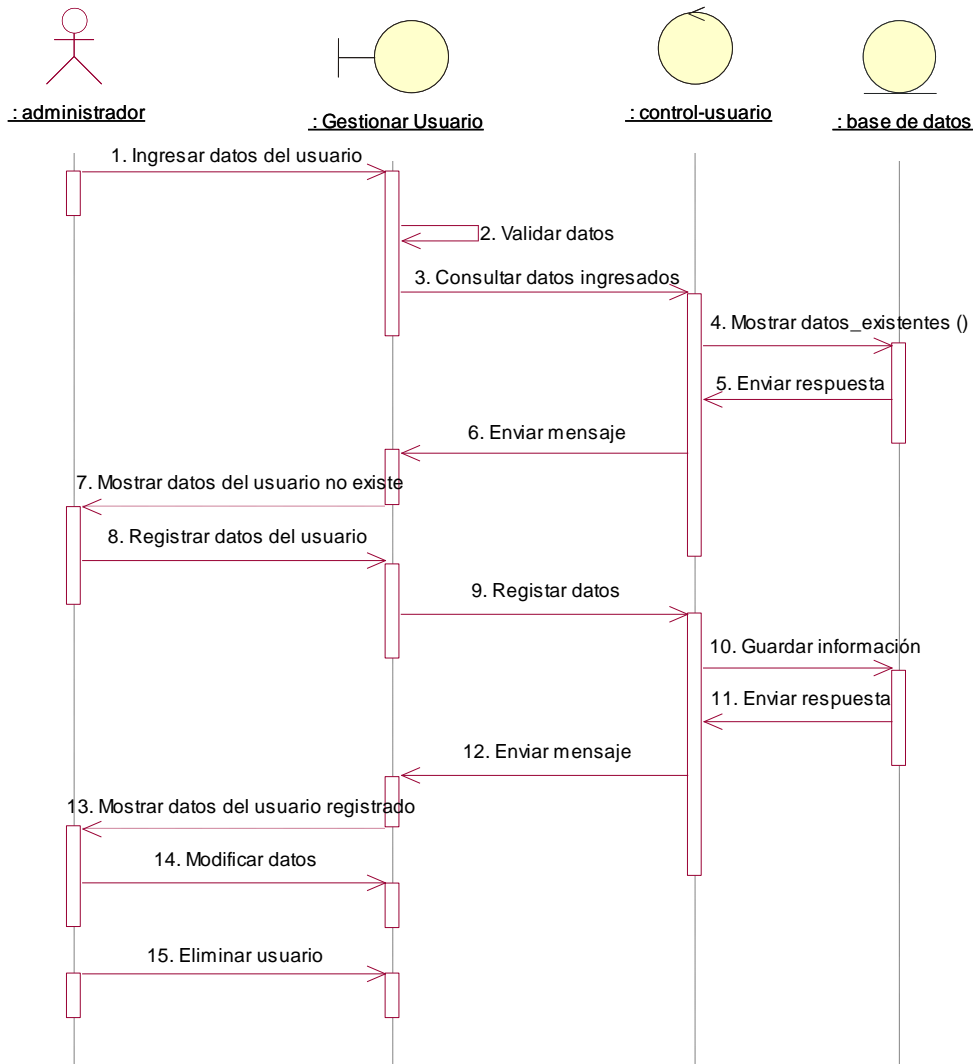 : administrador
: Gestionar Usuario
: control-usuario
: base de datos
1. Ingresar datos del usuario
2. Validar datos
3. Consultar datos ingresados
4. Mostrar datos_existentes ()
5. Enviar respuesta
6. Enviar mensaje
7. Mostrar datos del usuario no existe
8. Registrar datos del usuario
9. Registar datos
10. Guardar información
11. Enviar respuesta
12. Enviar mensaje
13. Mostrar datos del usuario registrado
14. Modificar datos
15. Eliminar usuario